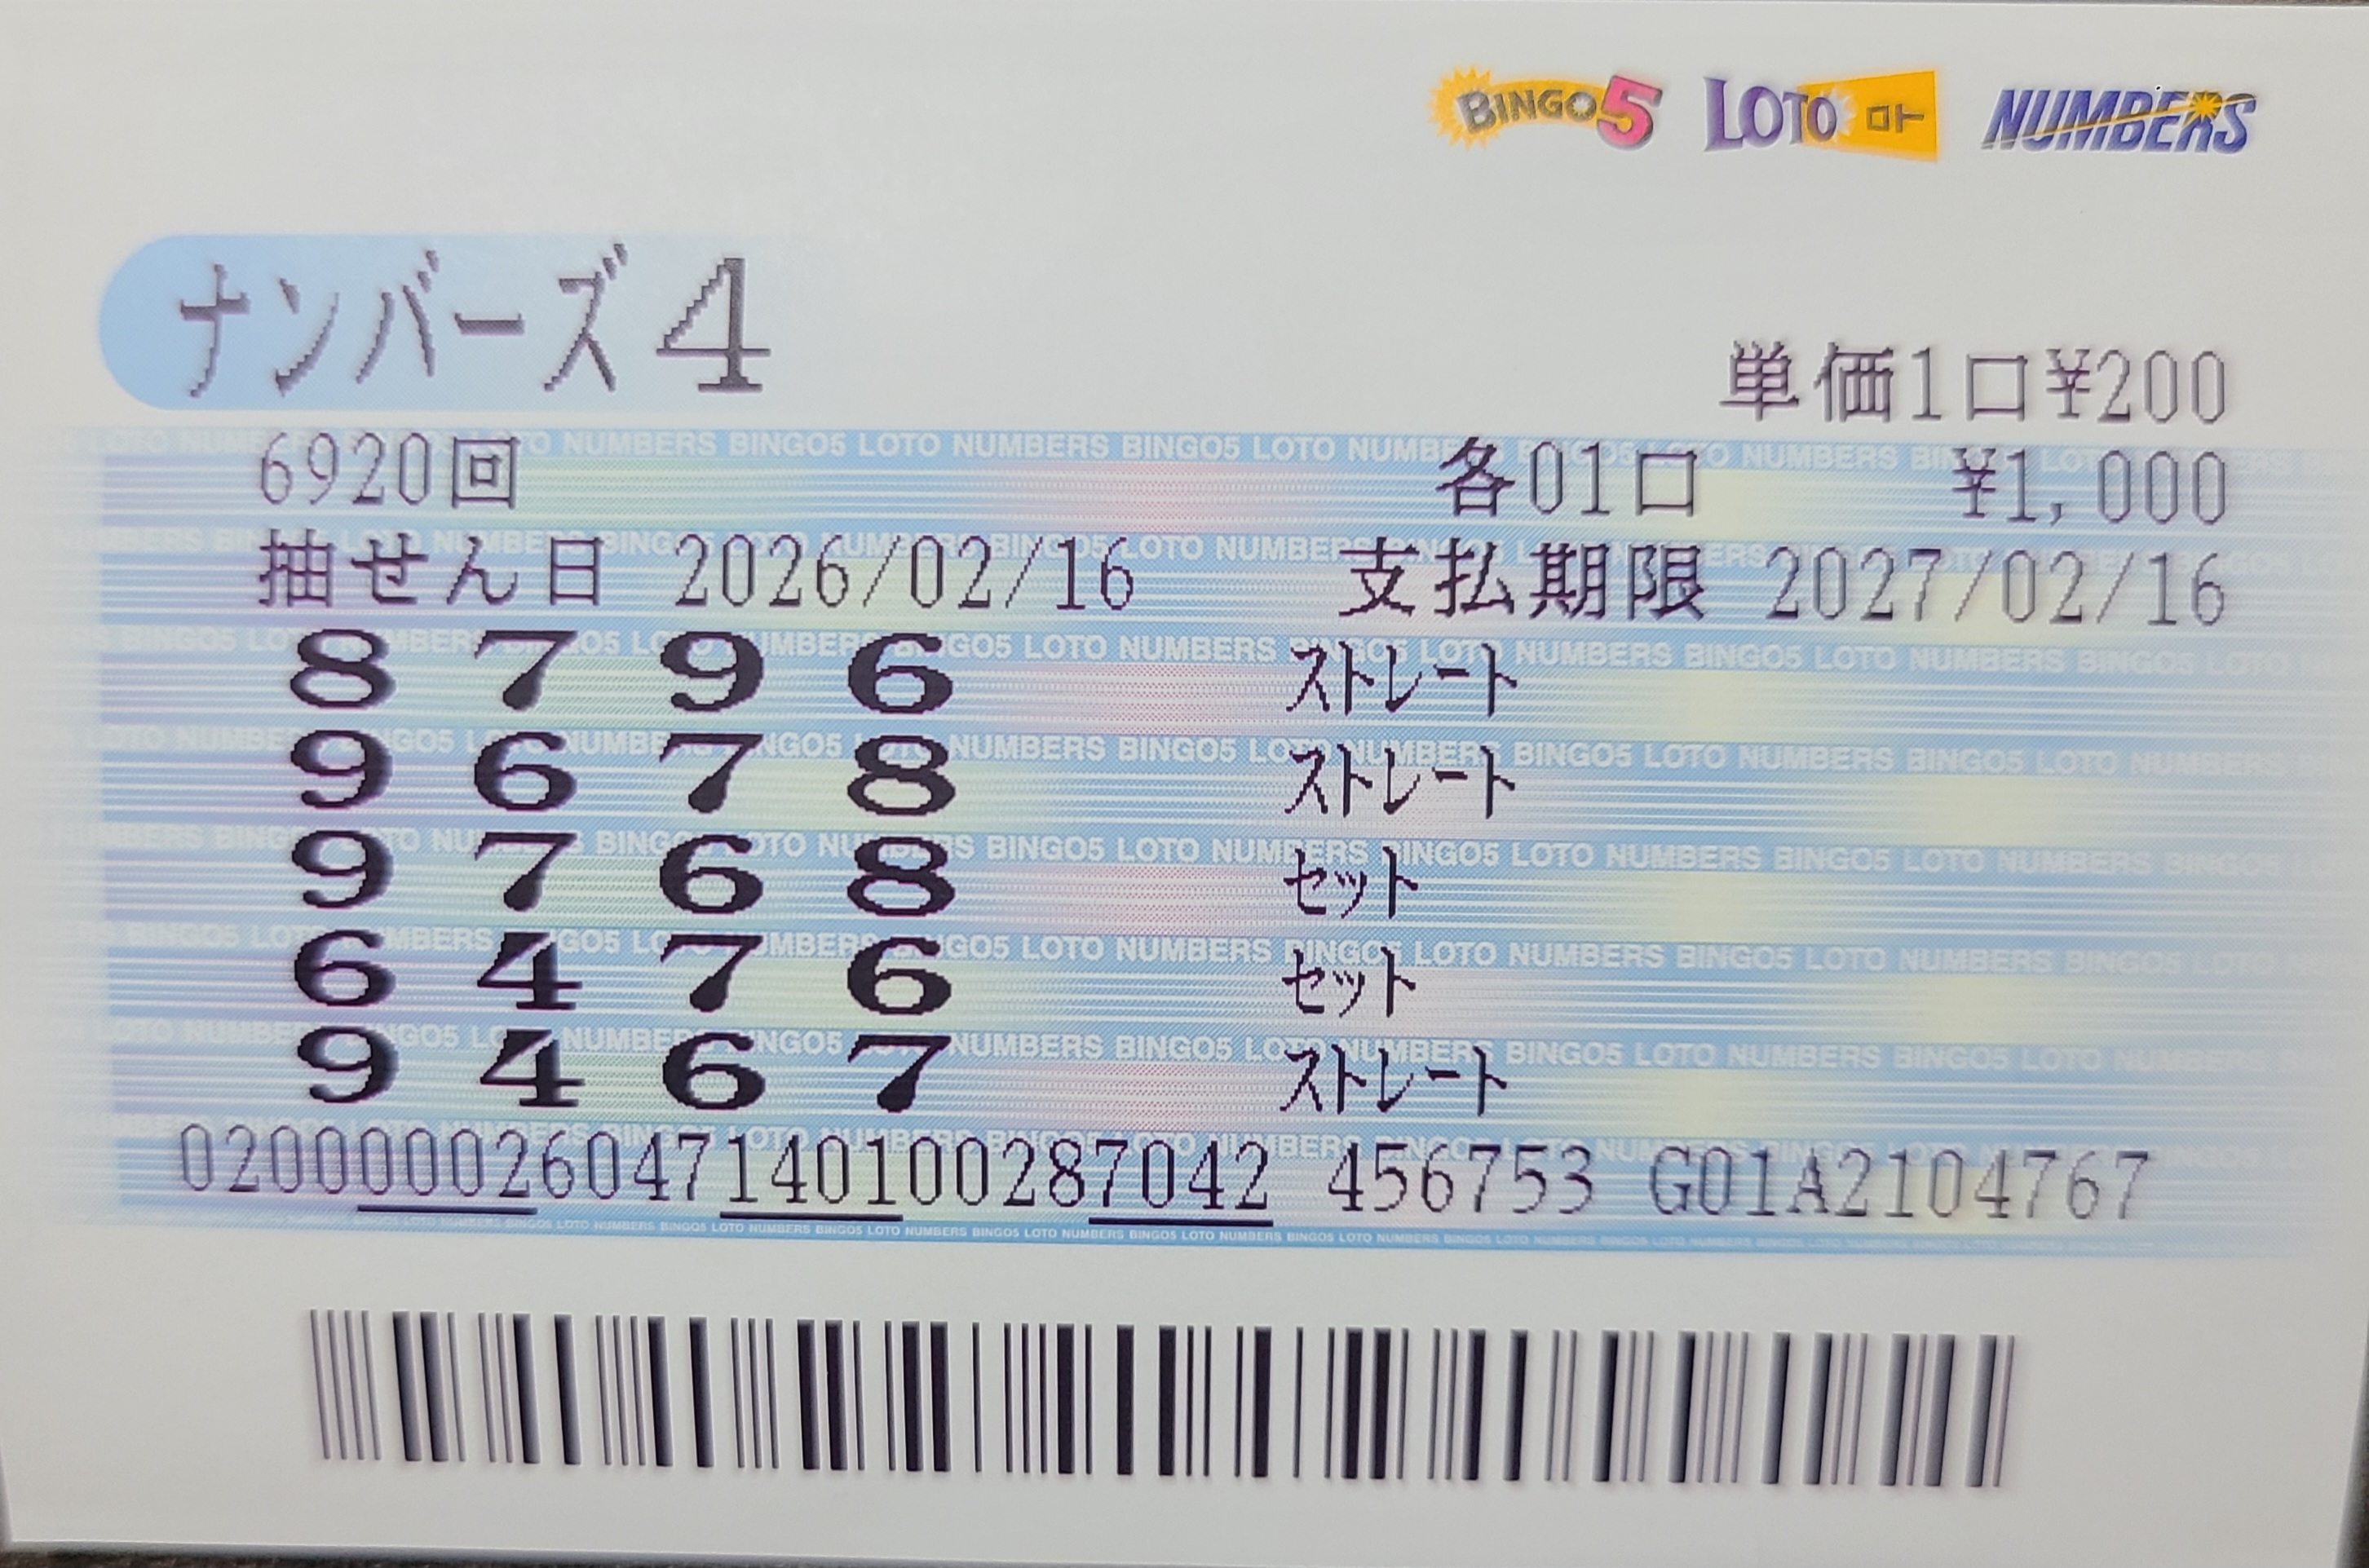 BINGO5 LOTO ロト NUMBERS
ナンバーズ4
単価1口¥200
6920回 各01口 ¥1,000
抽せん日 2026/02/16 支払期限 2027/02/16
8 7 9 6 ストレート
9 6 7 8 ストレート
9 7 6 8 セット
6 4 7 6 セット
9 4 6 7 ストレート
020000002604714010028​7042 456753 G01A2104767